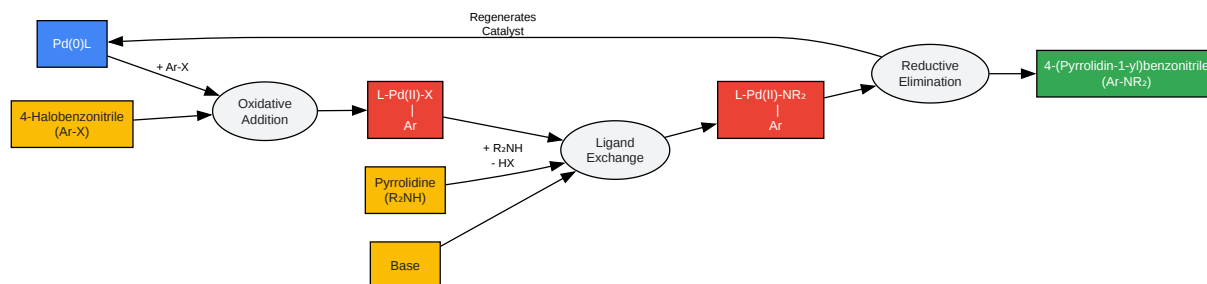 Regenerates
Catalyst
Pd(0)L
+ Ar-X
4-Halobenzonitrile
(Ar-X)
Oxidative
Addition
L-Pd(II)-X
|
Ar
+ R₂NH
- HX
Pyrrolidine
(R₂NH)
Base
Ligand
Exchange
L-Pd(II)-NR₂
|
Ar
Reductive
Elimination
4-(Pyrrolidin-1-yl)benzonitrile
(Ar-NR₂)